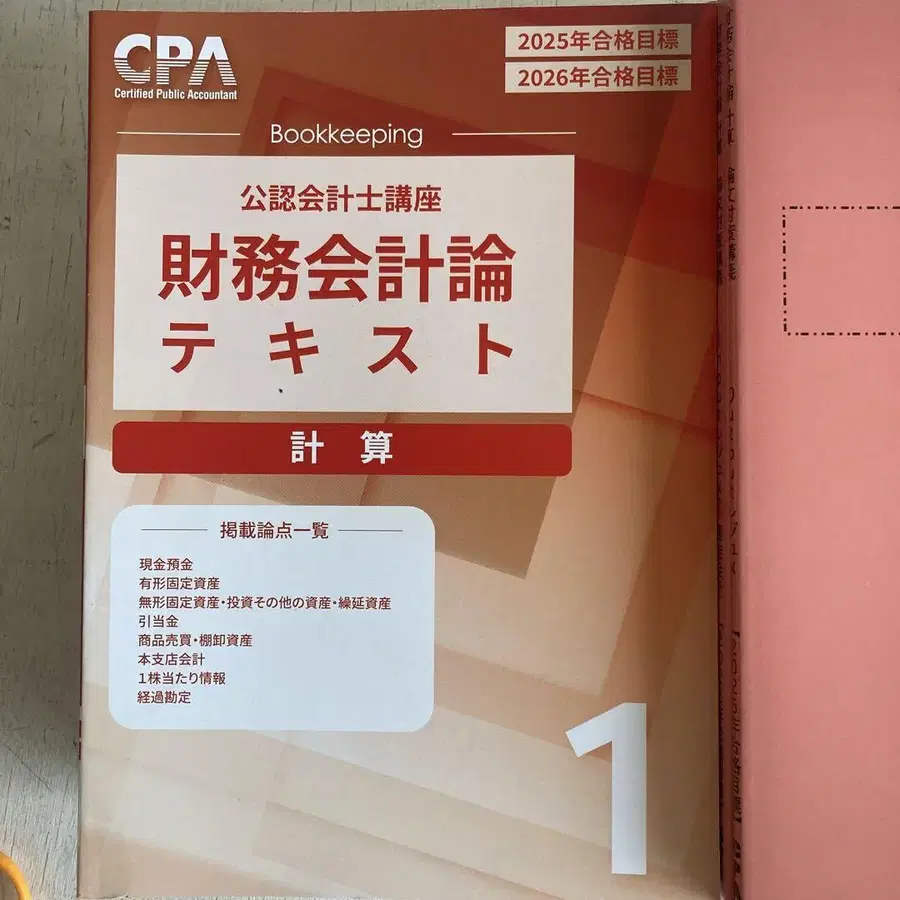 CPA
Certified Public Accountant
2025年合格目標
2026年合格目標
Bookkeeping
公認会計士講座
財務会計論
テキスト
計算
掲載論点一覧
現金預金
有形固定資産
無形固定資産・投資その他の資産・繰延資産
引当金
商品売買・棚卸資産
本支店会計
1株当たり情報
経過勘定
1